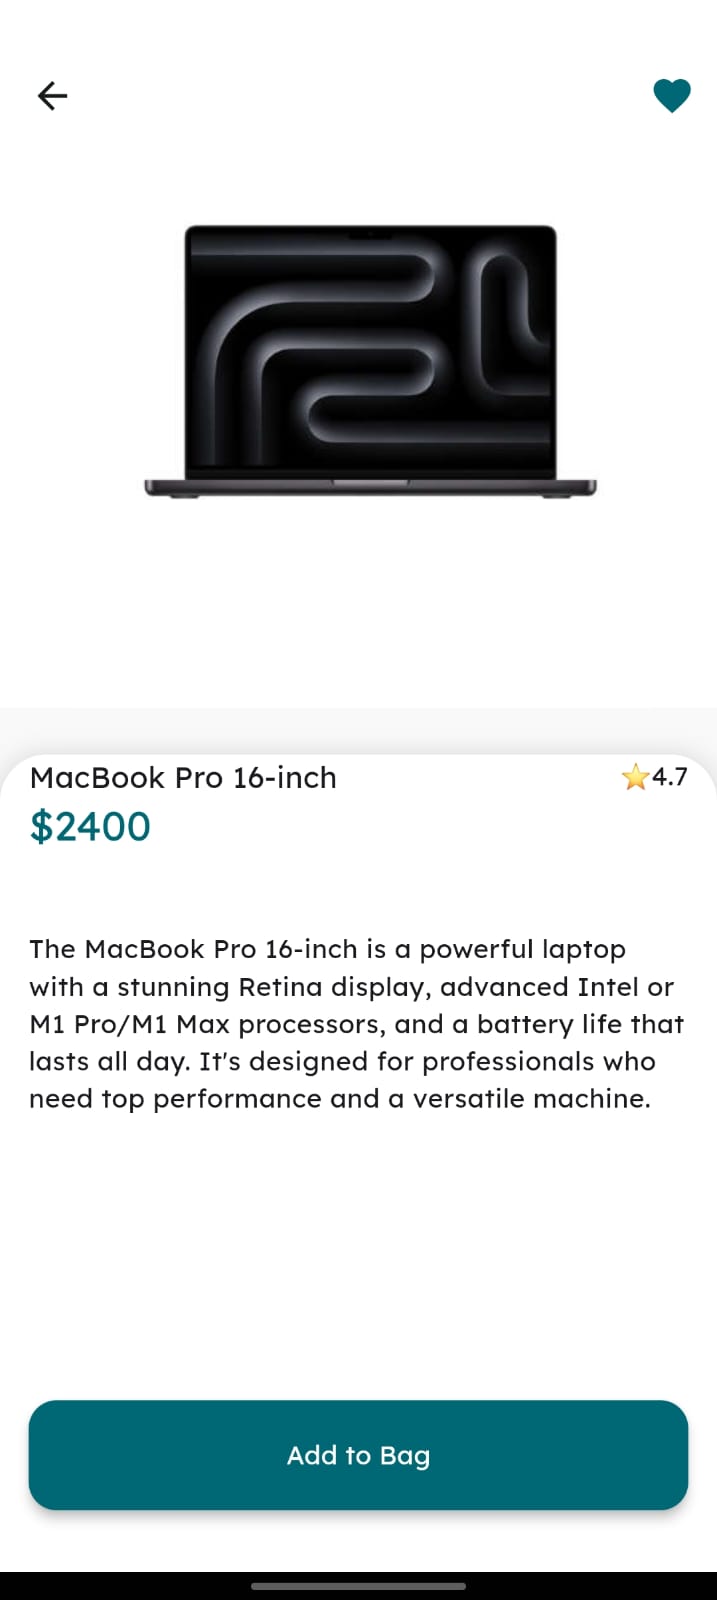 MacBook Pro 16-inch
⭐4.7
$2400
The MacBook Pro 16-inch is a powerful laptop
with a stunning Retina display, advanced Intel or
M1 Pro/M1 Max processors, and a battery life that
lasts all day. It's designed for professionals who
need top performance and a versatile machine.
Add to Bag